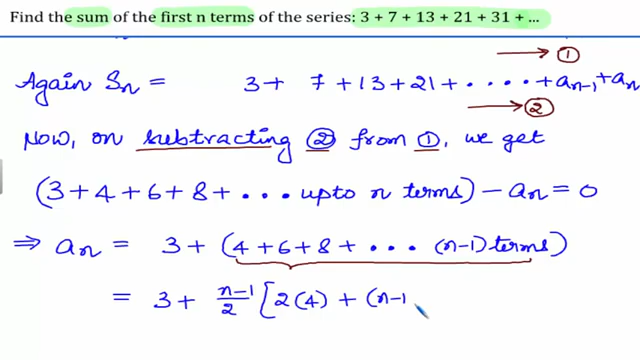 Find the sum of the first n terms of the series: 3 + 7 + 13 + 21 + 31 + ...
→ ①
Again Sn = 3 + 7 + 13 + 21 + .... + an-1 + an
→ ②
Now, on subtracting ② from ①, we get
(3 + 4 + 6 + 8 + ... upto n terms) - an = 0
⇒ an = 3 + (4 + 6 + 8 + ... (n-1) terms)
= 3 + n-1/2 [2(4) + (n-1